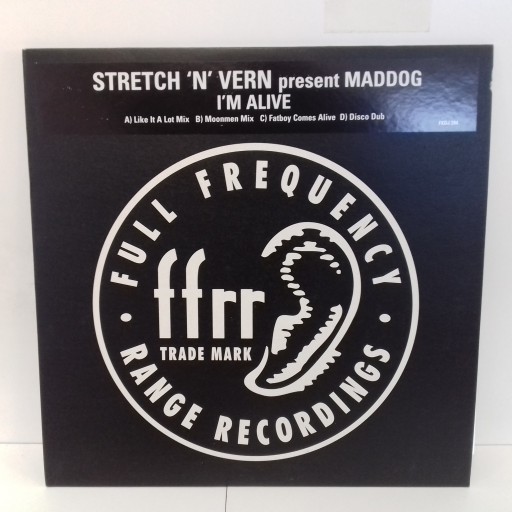 STRETCH 'N' VERN present MADDOG
I'M ALIVE
A) Like It A Lot Mix B) Moonmen Mix C) Fatboy Comes Alive D) Disco Dub
FULL FREQUENCY
ffrr
TRADE MARK
RANGE RECORDINGS